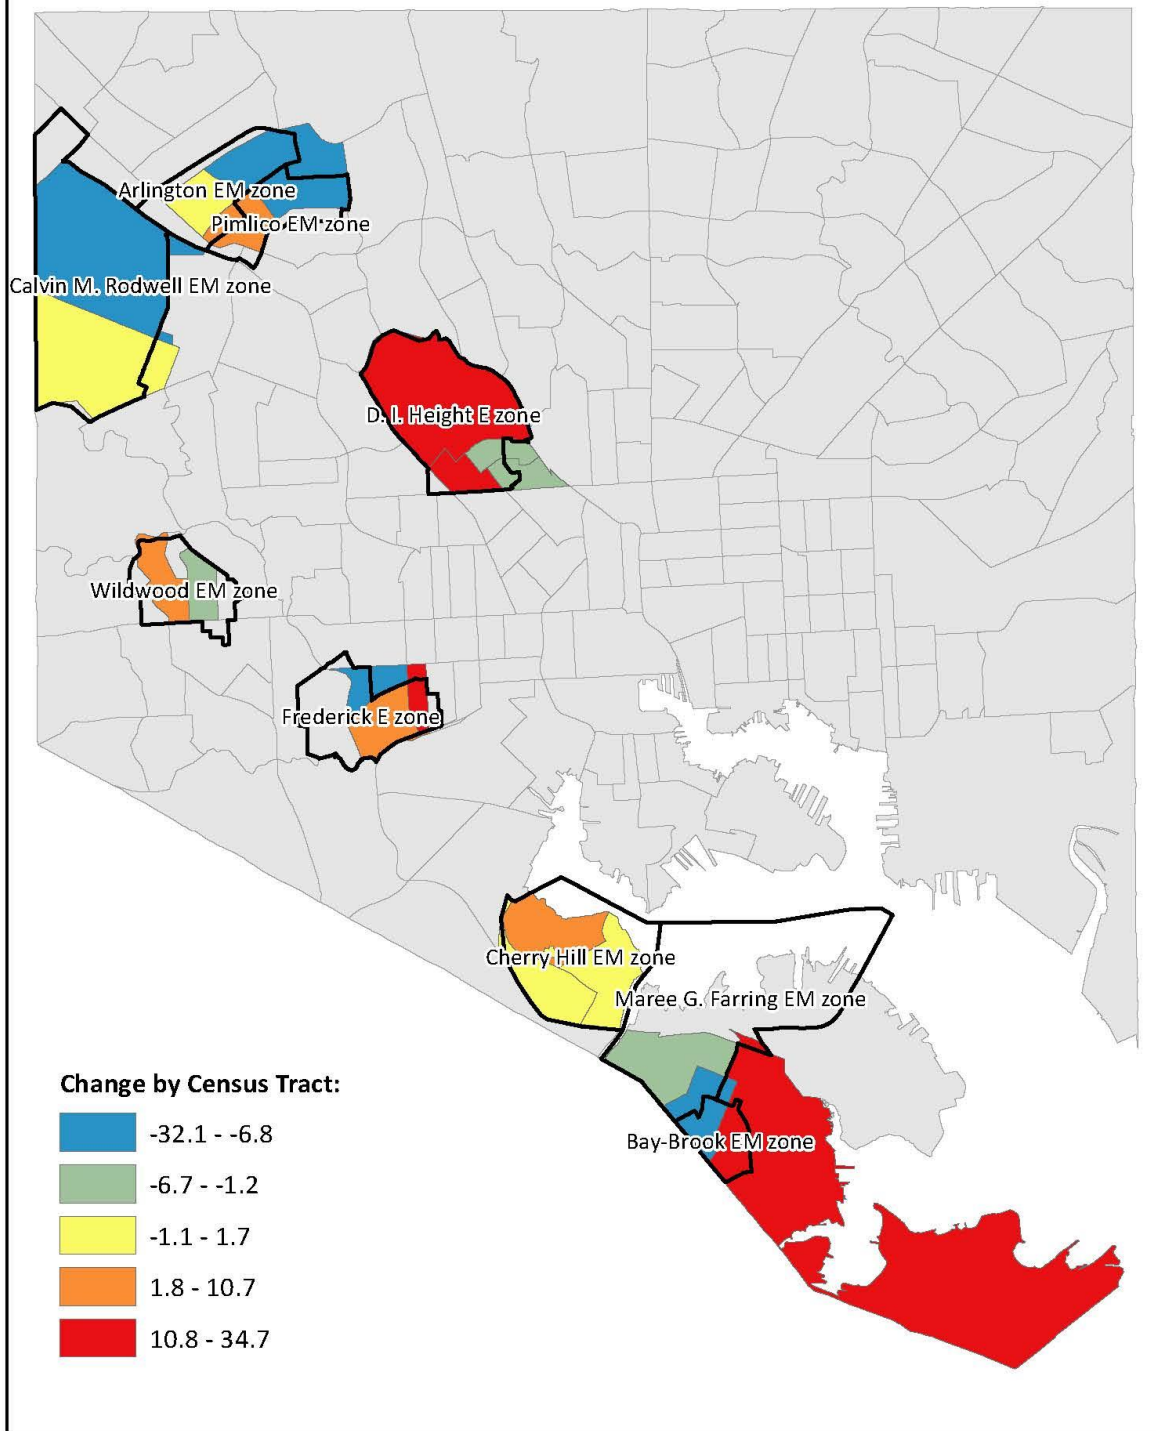 Arlington EM zone
Pimlico EM zone
Calvin M. Rodwell EM zone
D. I. Height E zone
Wildwood EM zone
Frederick E zone
Cherry Hill EM zone
Maree G. Farring EM zone
Bay-Brook EM zone
Change by Census Tract:
-32.1 - -6.8
-6.7 - -1.2
-1.1 - 1.7
1.8 - 10.7
10.8 - 34.7